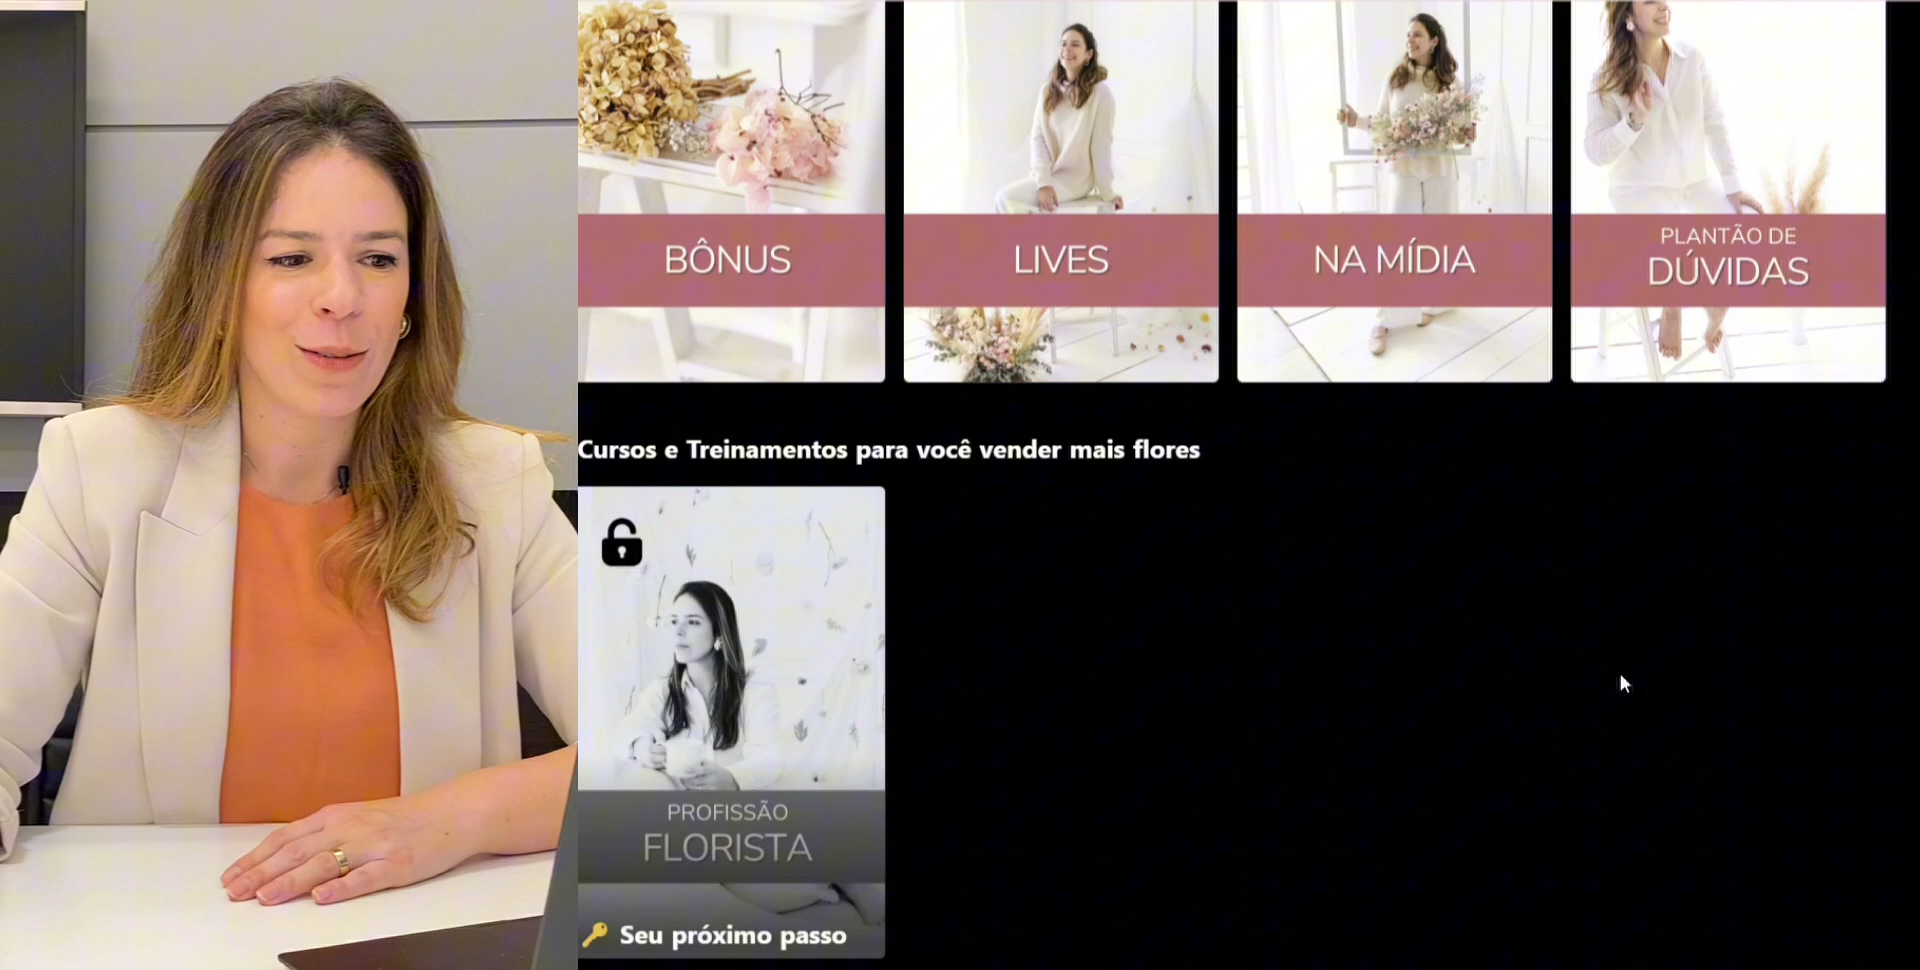 BÔNUS
LIVES
NA MÍDIA
PLANTÃO DE
DÚVIDAS
Cursos e Treinamentos para você vender mais flores
PROFISSÃO
FLORISTA
Seu próximo passo